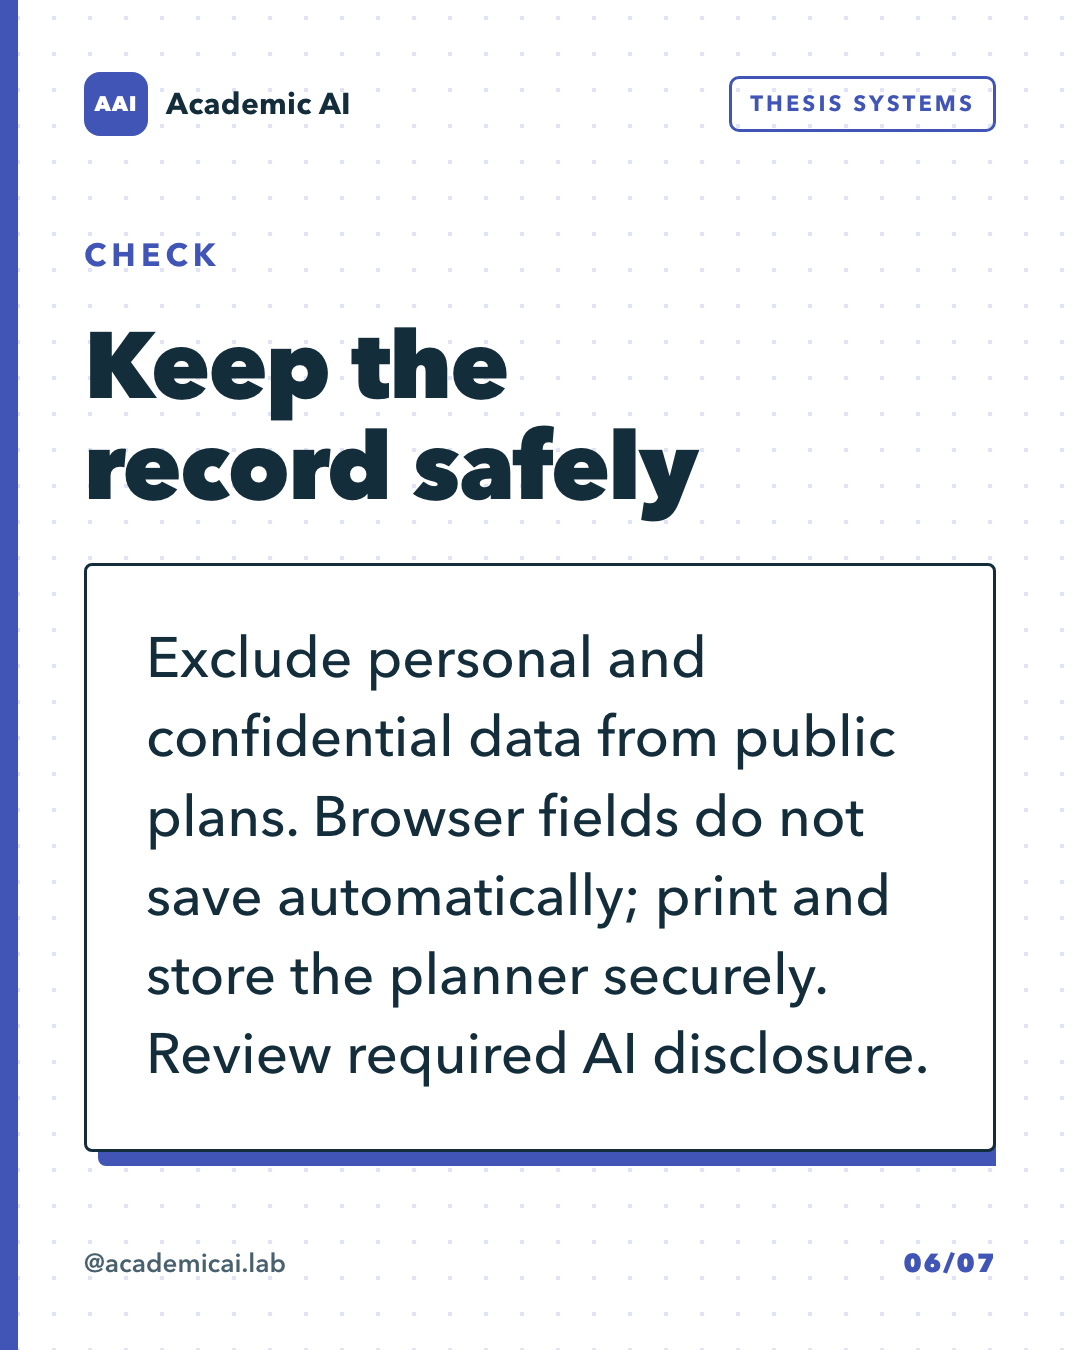 AAI
Academic AI
THESIS SYSTEMS
CHECK
Keep the
record safely
Exclude personal and
confidential data from public
plans. Browser fields do not
save automatically; print and
store the planner securely.
Review required AI disclosure.
@academicai.lab
06/07